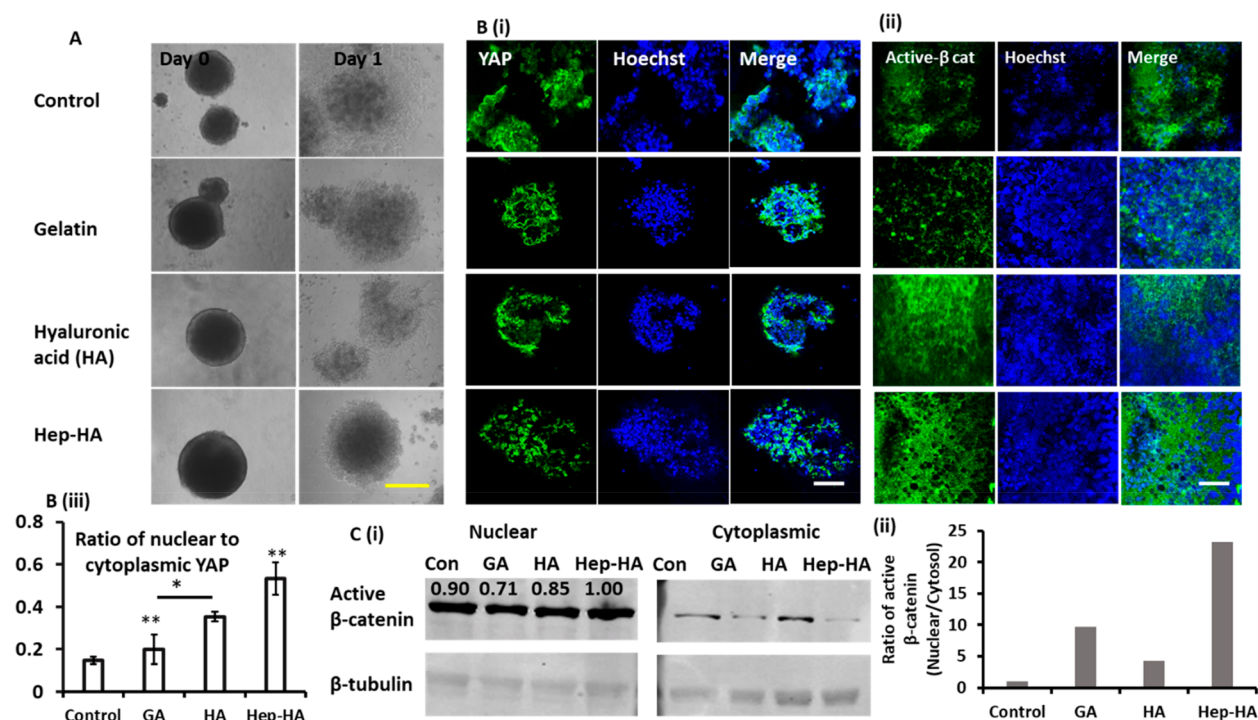 A
Day 0
Day 1
Control
Gelatin
Hyaluronic
acid (HA)
Hep-HA
B (i)
YAP
Hoechst
Merge
(ii)
Active-β cat
Hoechst
Merge
B (iii)
0.8
0.6
0.4
0.2
0
Ratio of nuclear to
cytoplasmic YAP
**
*
**
Control
GA
HA
Hep-HA
C (i)
Nuclear
Cytoplasmic
Con
GA
HA
Hep-HA
Con
GA
HA
Hep-HA
0.90
0.71
0.85
1.00
Active
β-catenin
β-tubulin
(ii)
Ratio of active
β-catenin
(Nuclear/Cytosol)
25
20
15
10
5
0
Control
GA
HA
Hep-HA